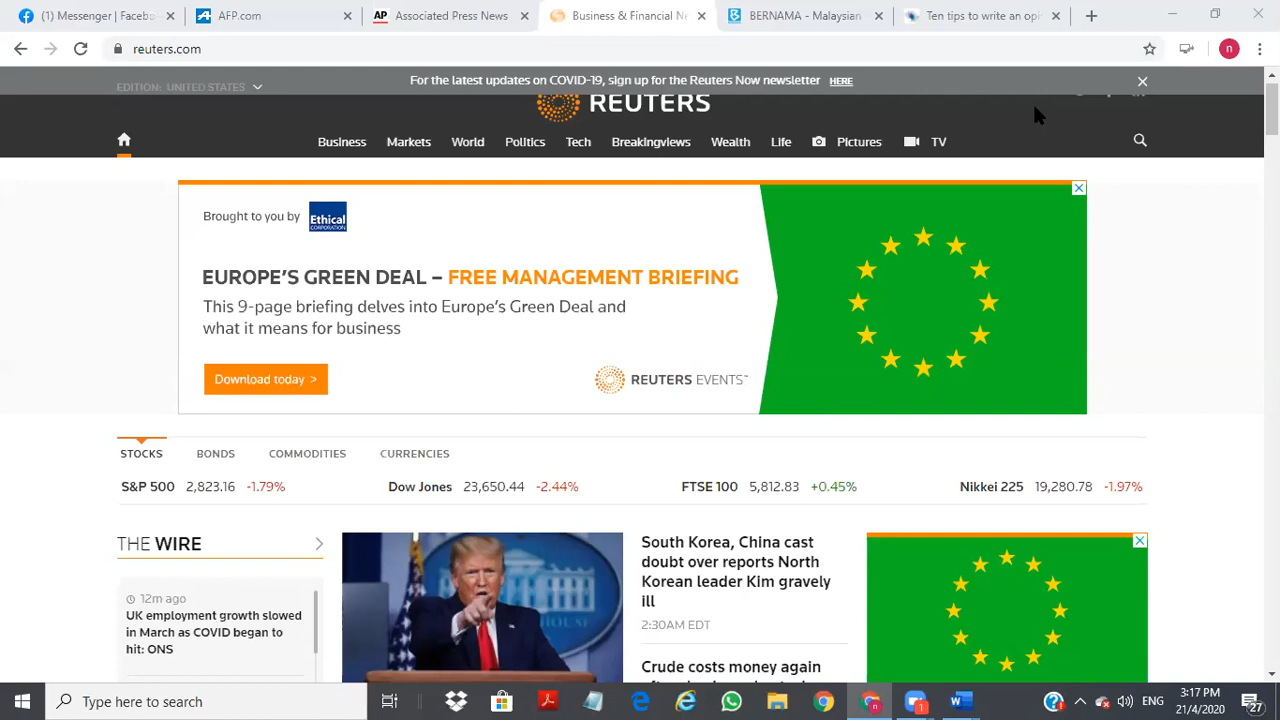 (1) Messenger | Facebo
AFP.com
AP
Associated Press News
Business & Financial Ne
BERNAMA - Malaysian
Ten tips to write an opi
reuters.com
n
For the latest updates on COVID-19, sign up for the Reuters Now newsletter HERE
EDITION: UNITED STATES
REUTERS
Business
Markets
World
Politics
Tech
Breakingviews
Wealth
Life
Pictures
TV
Brought to you by
Ethical
CORPORATION
EUROPE'S GREEN DEAL – FREE MANAGEMENT BRIEFING
This 9-page briefing delves into Europe's Green Deal and
what it means for business
Download today >
REUTERS EVENTS™
STOCKS
BONDS
COMMODITIES
CURRENCIES
S&P 500 2,823.16 -1.79%
Dow Jones 23,650.44 -2.44%
FTSE 100 5,812.83 +0.45%
Nikkei 225 19,280.78 -1.97%
THE WIRE
12m ago
UK employment growth slowed
in March as COVID began to
hit: ONS
South Korea, China cast
doubt over reports North
Korean leader Kim gravely
ill
2:30AM EDT
Crude costs money again
Type here to search
n
1
ENG
3:17 PM
21/4/2020
27